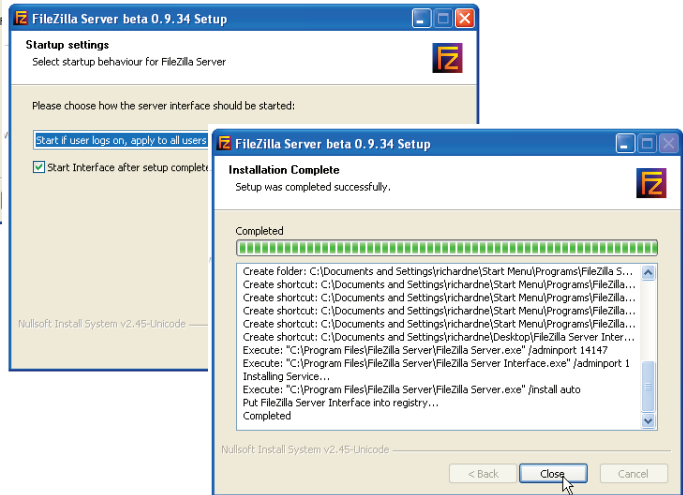 FileZilla Server beta 0.9.34 Setup
Startup settings
Select startup behaviour for FileZilla Server
Please choose how the server interface should be started:
Start if user logs on, apply to all users
Start Interface after setup complete
Nullsoft Install System v2.45-Unicode
FileZilla Server beta 0.9.34 Setup
Installation Complete
Setup was completed successfully.
Completed
Create folder: C:\Documents and Settings\richardne\Start Menu\Programs\FileZilla S...
Create shortcut: C:\Documents and Settings\richardne\Start Menu\Programs\FileZilla...
Create shortcut: C:\Documents and Settings\richardne\Start Menu\Programs\FileZilla...
Create shortcut: C:\Documents and Settings\richardne\Start Menu\Programs\FileZilla...
Create shortcut: C:\Documents and Settings\richardne\Start Menu\Programs\FileZilla...
Create shortcut: C:\Documents and Settings\richardne\Desktop\FileZilla Server Inter...
Execute: "C:\Program Files\FileZilla Server\FileZilla Server.exe" /adminport 14147
Execute: "C:\Program Files\FileZilla Server\FileZilla Server Interface.exe" /adminport 1
Installing Service...
Execute: "C:\Program Files\FileZilla Server\FileZilla Server.exe" /install auto
Put FileZilla Server Interface into registry...
Completed
Nullsoft Install System v2.45-Unicode
< Back
Close
Cancel